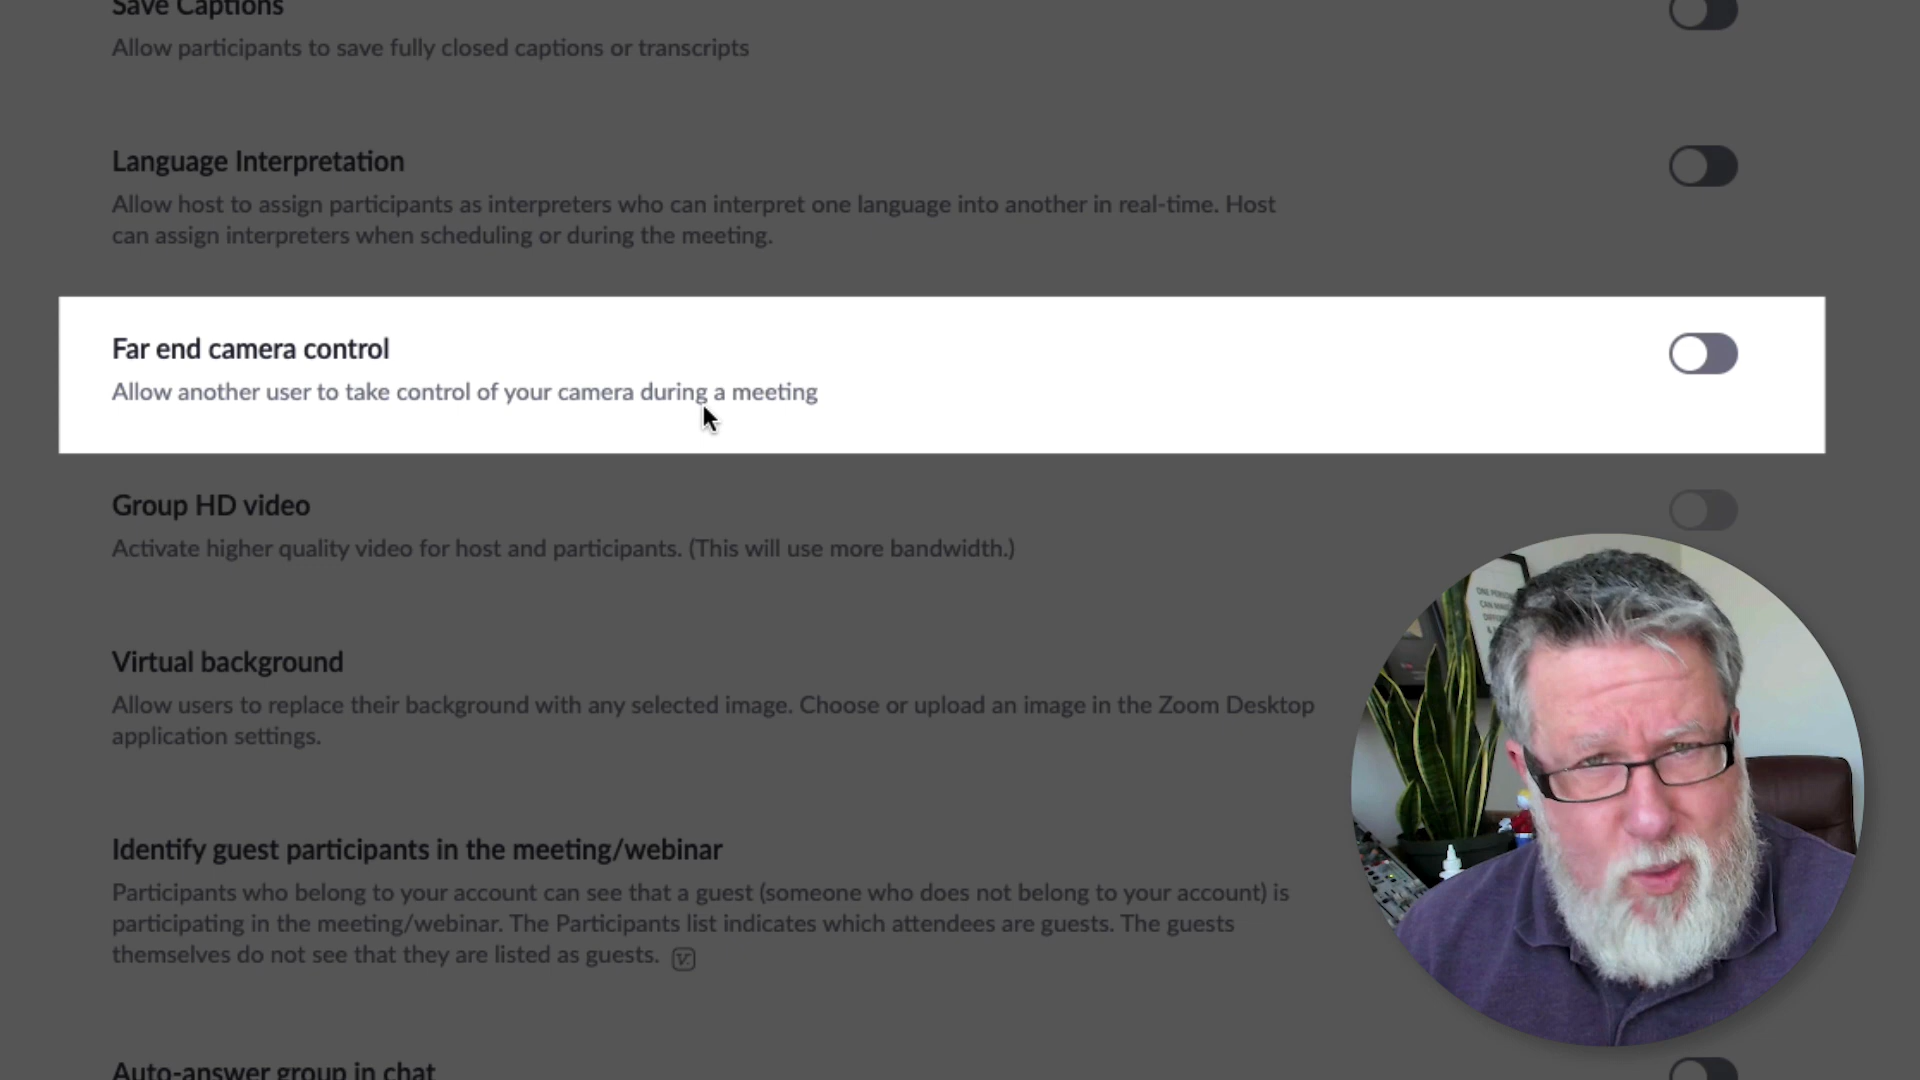 Save Captions
Allow participants to save fully closed captions or transcripts
Language Interpretation
Allow host to assign participants as interpreters who can interpret one language into another in real-time. Host
can assign interpreters when scheduling or during the meeting.
Far end camera control
Allow another user to take control of your camera during a meeting
Group HD video
Activate higher quality video for host and participants. (This will use more bandwidth.)
Virtual background
Allow users to replace their background with any selected image. Choose or upload an image in the Zoom Desktop
application settings.
Identify guest participants in the meeting/webinar
Participants who belong to your account can see that a guest (someone who does not belong to your account) is
participating in the meeting/webinar. The Participants list indicates which attendees are guests. The guests
themselves do not see that they are listed as guests.
Auto-answer group in chat